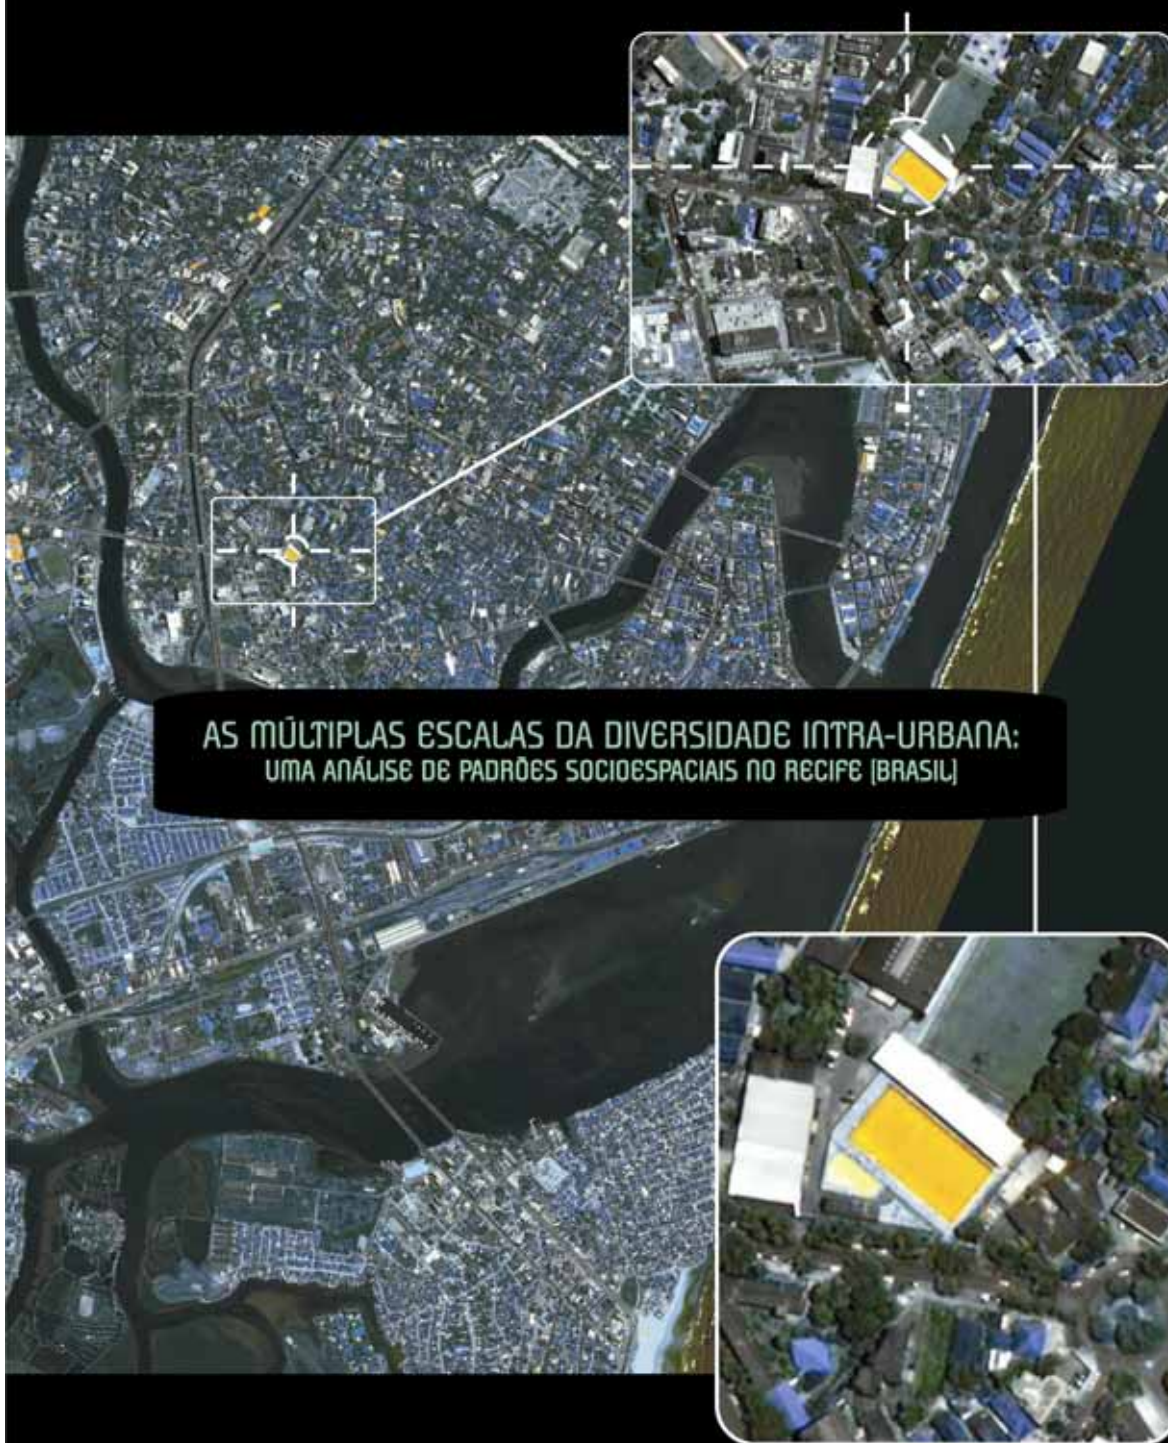 AS MÚLTIPLAS ESCALAS DA DIVERSIDADE INTRA-URBANA:
UMA ANÁLISE DE PADRÕES SOCIOESPACIAIS NO RECIFE (BRASIL)